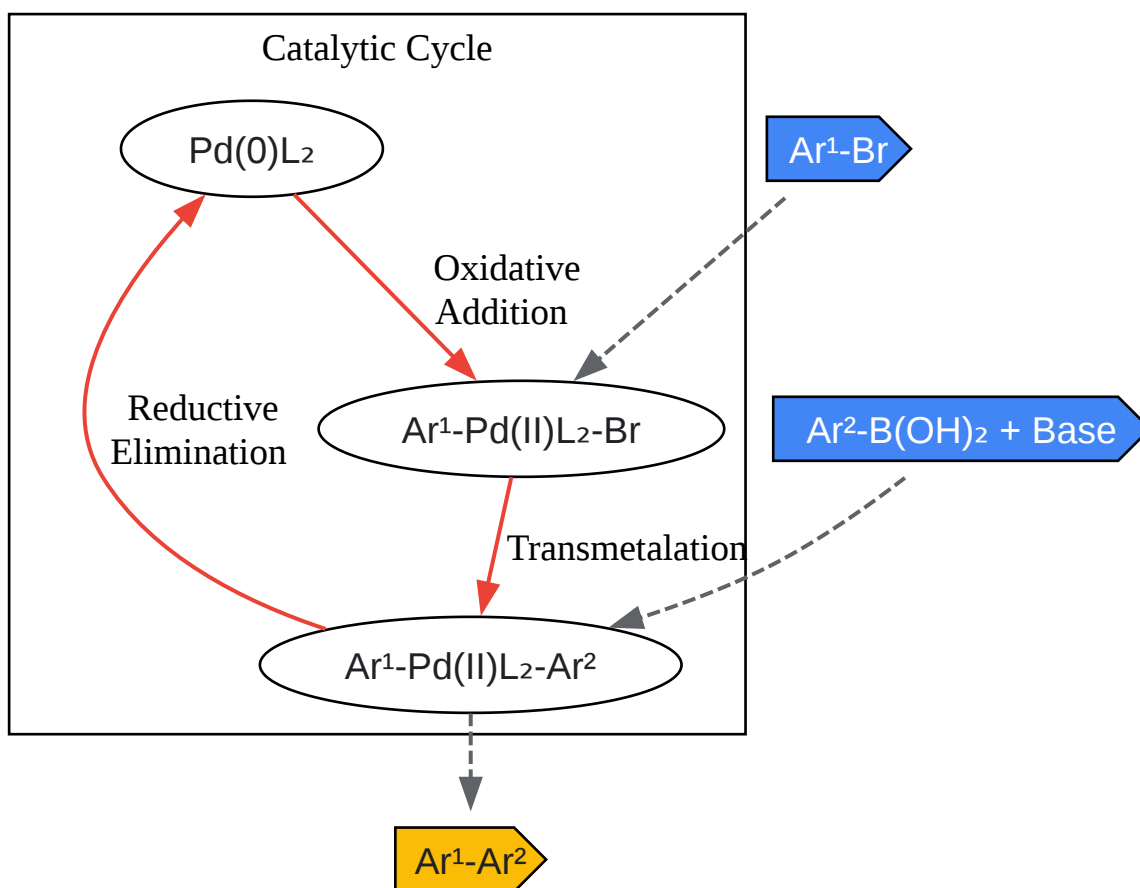 Catalytic Cycle
Pd(0)L₂
Ar¹-Br
Oxidative
Addition
Reductive
Elimination
Ar¹-Pd(II)L₂-Br
Ar²-B(OH)₂ + Base
Transmetalation
Ar¹-Pd(II)L₂-Ar²
Ar¹-Ar²